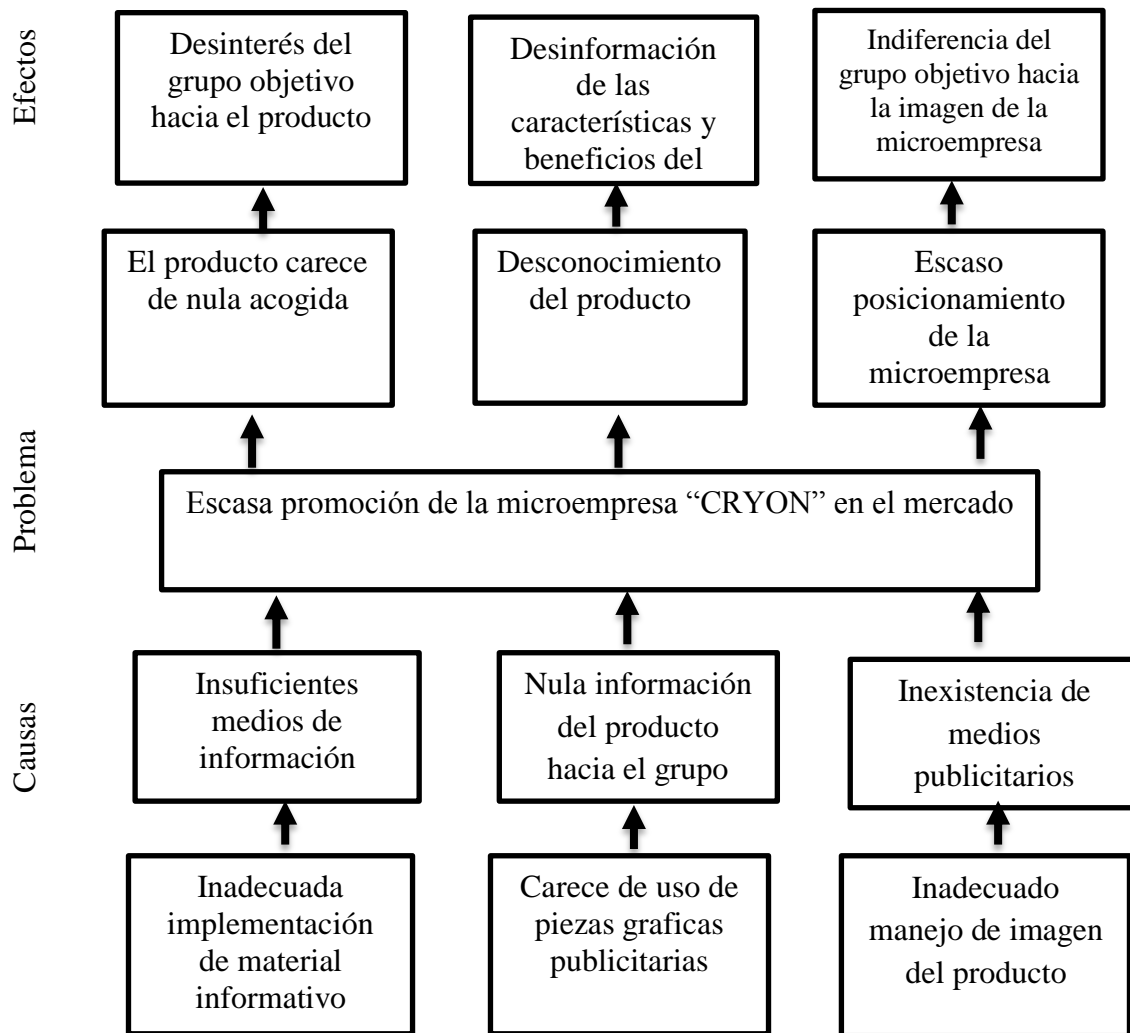 Efectos
Desinterés del
grupo objetivo
hacia el producto
Desinformación
de las
características y
beneficios del
Indiferencia del
grupo objetivo hacia
la imagen de la
microempresa
El producto carece
de nula acogida
Desconocimiento
del producto
Escaso
posicionamiento
de la
microempresa
Problema
Escasa promoción de la microempresa “CRYON” en el mercado
Causas
Insuficientes
medios de
información
Nula información
del producto
hacia el grupo
Inexistencia de
medios
publicitarios
Inadecuada
implementación
de material
informativo
Carece de uso de
piezas graficas
publicitarias
Inadecuado
manejo de imagen
del producto